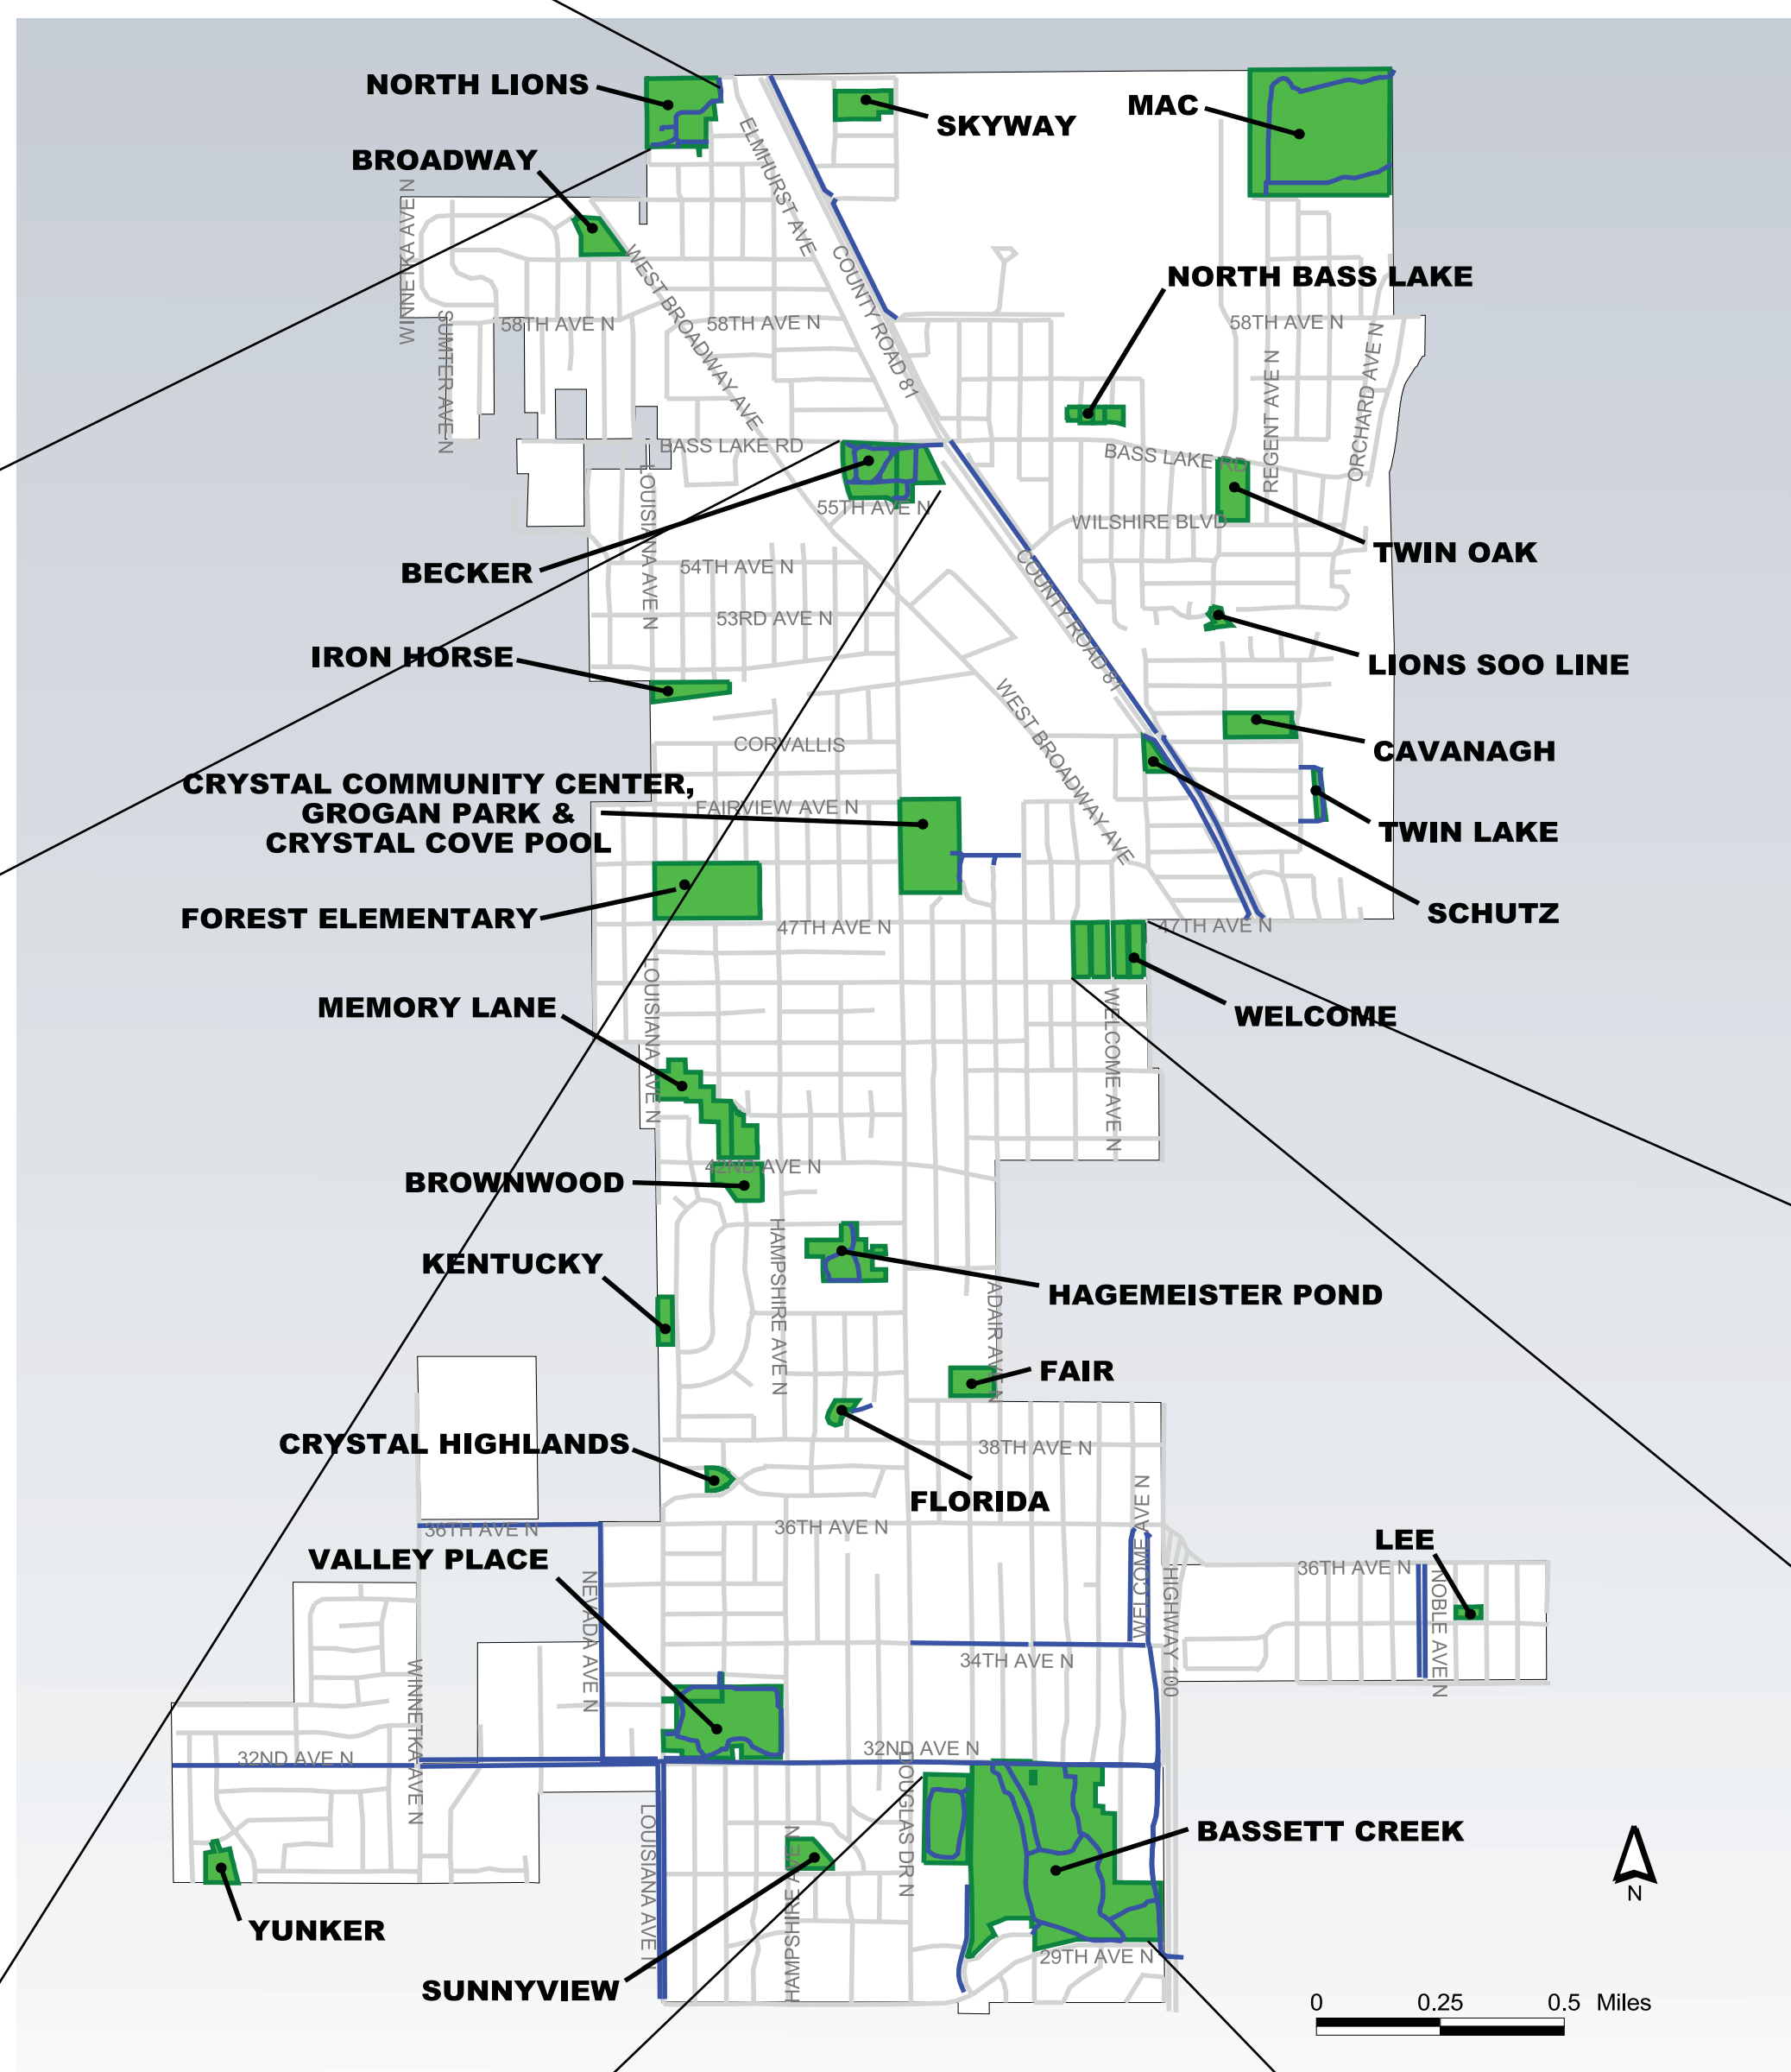 NORTH LIONS
SKYWAY
MAC
BROADWAY
ELMHURST AVE
WINNETKA AVE N
WEST BROADWAY AVE
COUNTY ROAD 81
NORTH BASS LAKE
SUMTER AVE N
58TH AVE N
58TH AVE N
58TH AVE N
REGENT AVE N
ORCHARD AVE N
BASS LAKE RD
BASS LAKE RD
LOUISIANA AVE N
55TH AVE N
WILSHIRE BLVD
TWIN OAK
BECKER
54TH AVE N
COUNTY ROAD 81
53RD AVE N
IRON HORSE
LIONS SOO LINE
WEST BROADWAY AVE
CORVALLIS
CAVANAGH
CRYSTAL COMMUNITY CENTER,
GROGAN PARK &
CRYSTAL COVE POOL
FAIRVIEW AVE N
TWIN LAKE
FOREST ELEMENTARY
47TH AVE N
47TH AVE N
SCHUTZ
LOUISIANA AVE N
MEMORY LANE
WELCOME
WELCOME AVE N
42ND AVE N
BROWNWOOD
HAMPSHIRE AVE N
KENTUCKY
HAGEMEISTER POND
ADAIR AVE N
FAIR
CRYSTAL HIGHLANDS
38TH AVE N
FLORIDA
WELCOME AVE N
36TH AVE N
36TH AVE N
LEE
VALLEY PLACE
36TH AVE N
NEVADA AVE N
HIGHWAY 100
NOBLE AVE N
WINNETKA AVE N
34TH AVE N
32ND AVE N
32ND AVE N
DOUGLAS DR N
LOUISIANA AVE N
HAMPSHIRE AVE N
BASSETT CREEK
YUNKER
N
29TH AVE N
SUNNYVIEW
0 0.25 0.5 Miles